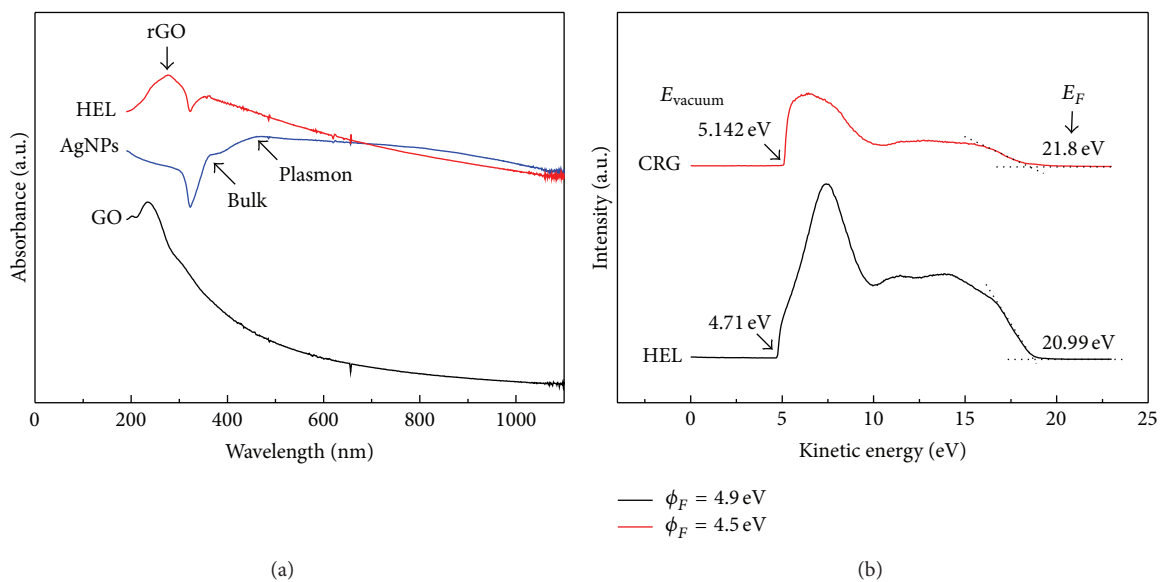 rGO
HEL
AgNPs
Plasmon
Bulk
GO
Absorbance (a.u.)
0 200 400 600 800 1000
Wavelength (nm)
(a)
E_vacuum
5.142 eV
E_F
21.8 eV
CRG
4.71 eV
20.99 eV
HEL
Intensity (a.u.)
0 5 10 15 20 25
Kinetic energy (eV)
ϕ_F = 4.9 eV
ϕ_F = 4.5 eV
(b)